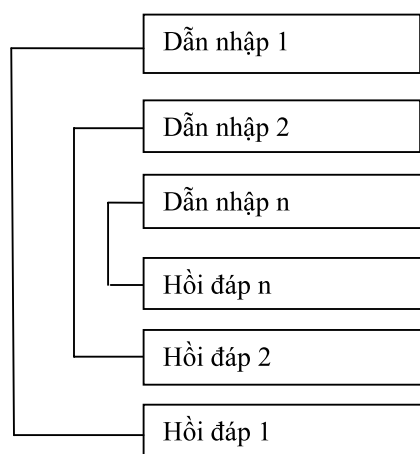 Dẫn nhập 1
Dẫn nhập 2
Dẫn nhập n
Hồi đáp n
Hồi đáp 2
Hồi đáp 1